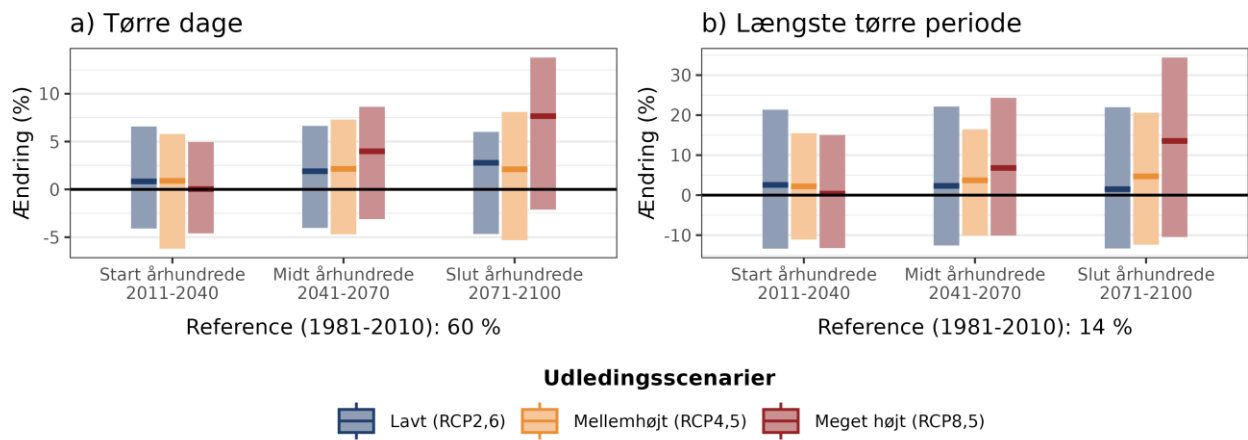 a) Tørre dage
Ændring (%)
10
5
0
-5
Start århundrede
2011-2040
Midt århundrede
2041-2070
Slut århundrede
2071-2100
Reference (1981-2010): 60 %
b) Længste tørre periode
Ændring (%)
30
20
10
0
-10
Start århundrede
2011-2040
Midt århundrede
2041-2070
Slut århundrede
2071-2100
Reference (1981-2010): 14 %
Udledingsscenarier
Lavt (RCP2,6)
Mellemhøjt (RCP4,5)
Meget højt (RCP8,5)